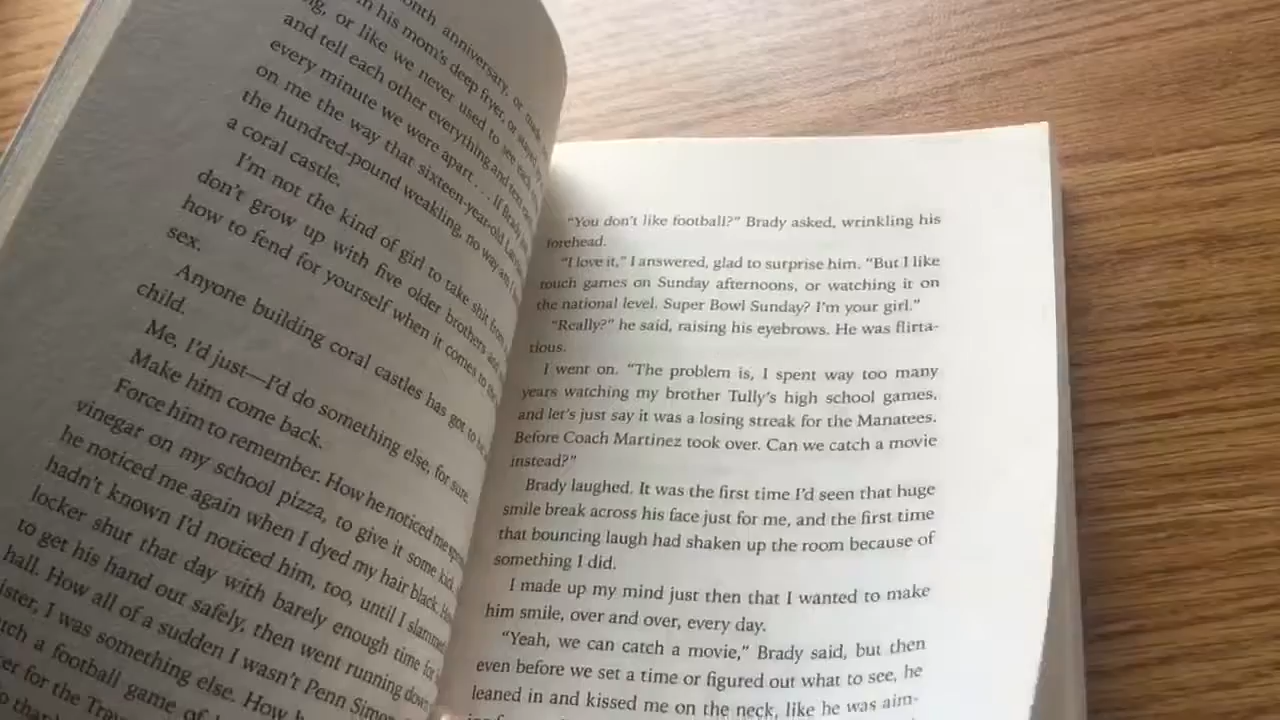 onth anniversary, or made
in his mom's deep fryer, or stayed
ng, or like we never used to see each
and tell each other everything and text
every minute we were apart . . . If Brady
on me the way that sixteen-year-old
the hundred-pound weakling, no way am I
a coral castle.
I'm not the kind of girl to take shit from
don't grow up with five older brothers and
how to fend for yourself when it comes to the
sex.
Anyone building coral castles has got to be
child.
Me, I'd just—I'd do something else, for sure.
Make him come back.
Force him to remember. How he noticed me
vinegar on my school pizza, to give it some kick.
he noticed me again when I dyed my hair black.
hadn't known I'd noticed him, too, until I slammed
locker shut that day with barely enough time for
to get his hand out safely, then went running down
hall. How all of a sudden I wasn't Penn
ister, I was something else. How
tch a football game
er for the
"You don't like football?" Brady asked, wrinkling his
forehead.
"I love it," I answered, glad to surprise him. "But I like
touch games on Sunday afternoons, or watching it on
the national level. Super Bowl Sunday? I'm your girl."
"Really?" he said, raising his eyebrows. He was flirta-
tious.
I went on. "The problem is, I spent way too many
years watching my brother Tully's high school games,
and let's just say it was a losing streak for the Manatees.
Before Coach Martinez took over. Can we catch a movie
instead?"
Brady laughed. It was the first time I'd seen that huge
smile break across his face just for me, and the first time
that bouncing laugh had shaken up the room because of
something I did.
I made up my mind just then that I wanted to make
him smile, over and over, every day.
"Yeah, we can catch a movie," Brady said, but then
even before we set a time or figured out what to see, he
leaned in and kissed me on the neck, like he was aim-